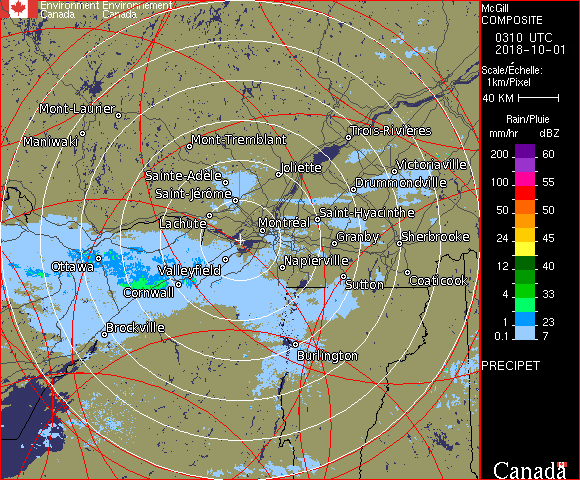 Environment Environnement
Canada Canada
McGill
COMPOSITE
0310 UTC
2018-10-01
Scale/Échelle:
1km/Pixel
40 KM
Rain/Pluie
mm/hr dBZ
200 60
100 55
50 50
24 45
12 40
4 33
1 23
0.1 7
PRECIPET
Canada
Mont-Laurier
Maniwaki
Mont-Tremblant
Trois-Rivières
Joliette
Victoriaville
Sainte-Adèle
Drummondville
Saint-Jérôme
Lachute
Saint-Hyacinthe
Montréal
Granby
Sherbrooke
Ottawa
Valleyfield
Napierville
Cornwall
Sutton
Coaticook
Brockville
Burlington